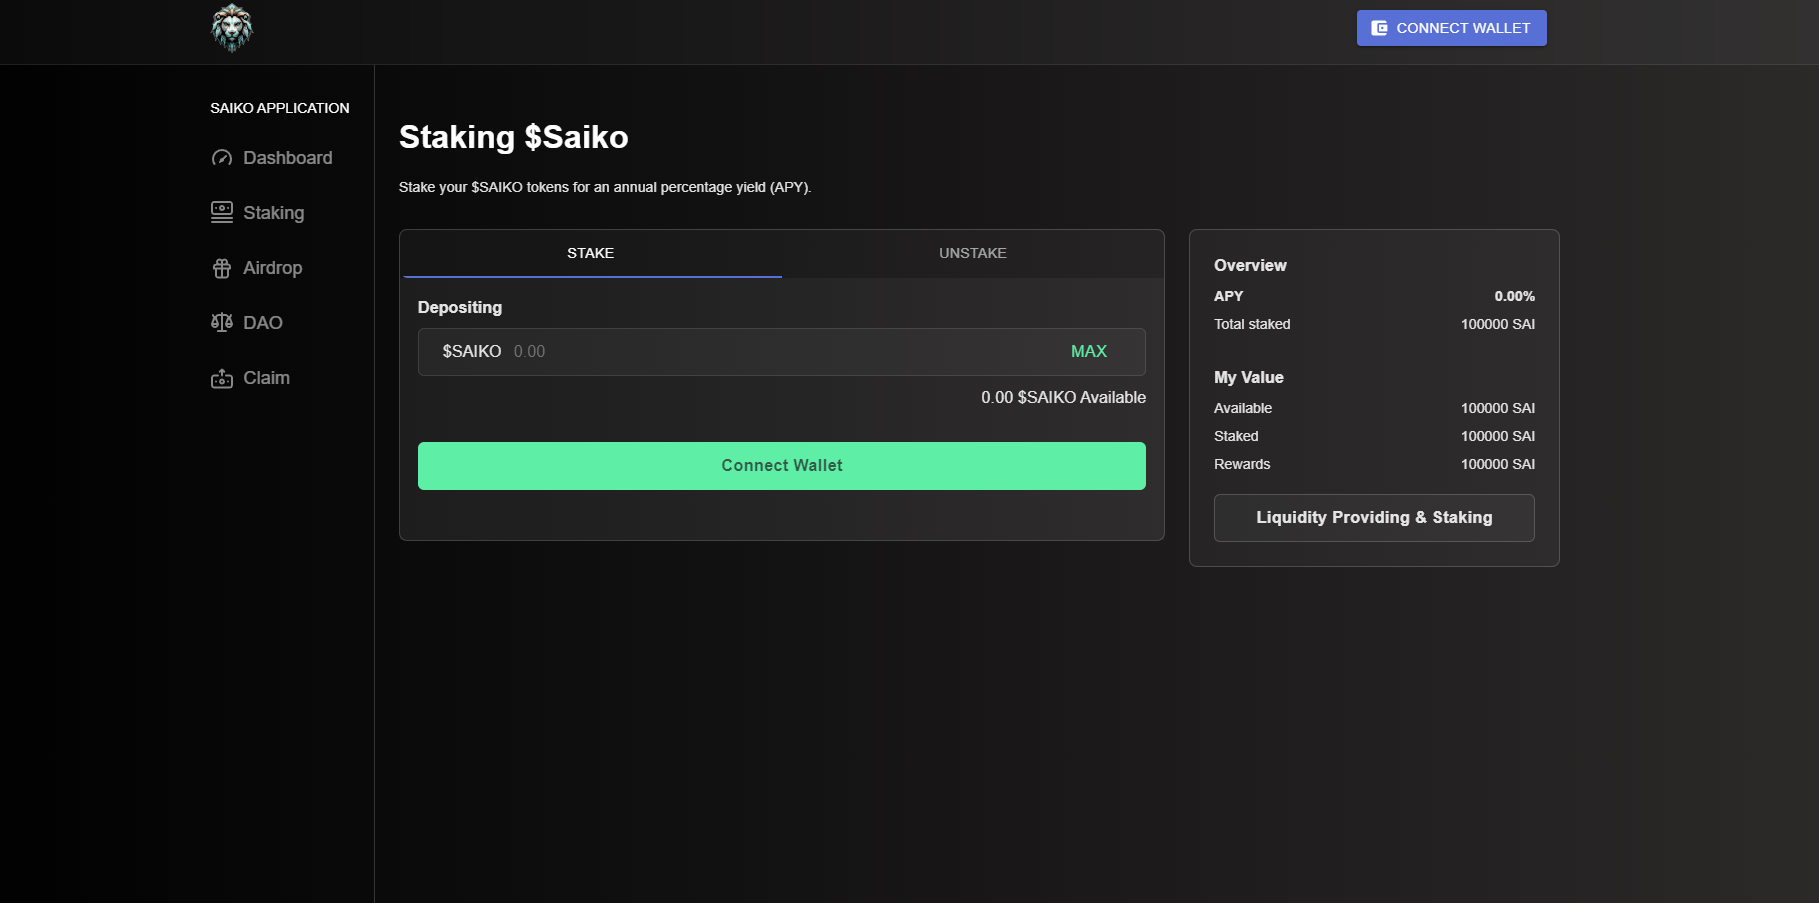 CONNECT WALLET
SAIKO APPLICATION
Dashboard
Staking
Airdrop
DAO
Claim
Staking $Saiko
Stake your $SAIKO tokens for an annual percentage yield (APY).
STAKE UNSTAKE
Depositing
$SAIKO 0.00 MAX
0.00 $SAIKO Available
Connect Wallet
Overview
APY 0.00%
Total staked 100000 SAI
My Value
Available 100000 SAI
Staked 100000 SAI
Rewards 100000 SAI
Liquidity Providing & Staking